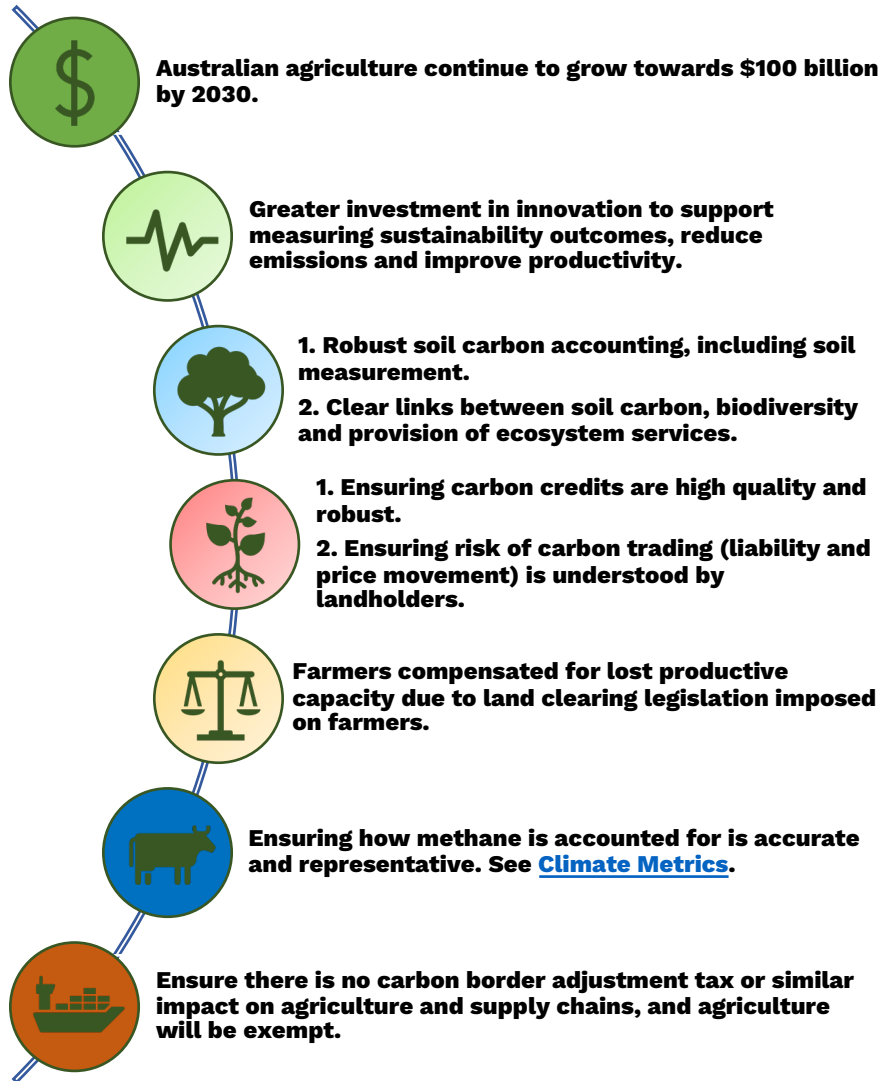 Australian agriculture continue to grow towards $100 billion
by 2030.
Greater investment in innovation to support
measuring sustainability outcomes, reduce
emissions and improve productivity.
1. Robust soil carbon accounting, including soil
measurement.
2. Clear links between soil carbon, biodiversity
and provision of ecosystem services.
1. Ensuring carbon credits are high quality and
robust.
2. Ensuring risk of carbon trading (liability and
price movement) is understood by
landholders.
Farmers compensated for lost productive
capacity due to land clearing legislation imposed
on farmers.
Ensuring how methane is accounted for is accurate
and representative. See Climate Metrics.
Ensure there is no carbon border adjustment tax or similar
impact on agriculture and supply chains, and agriculture
will be exempt.